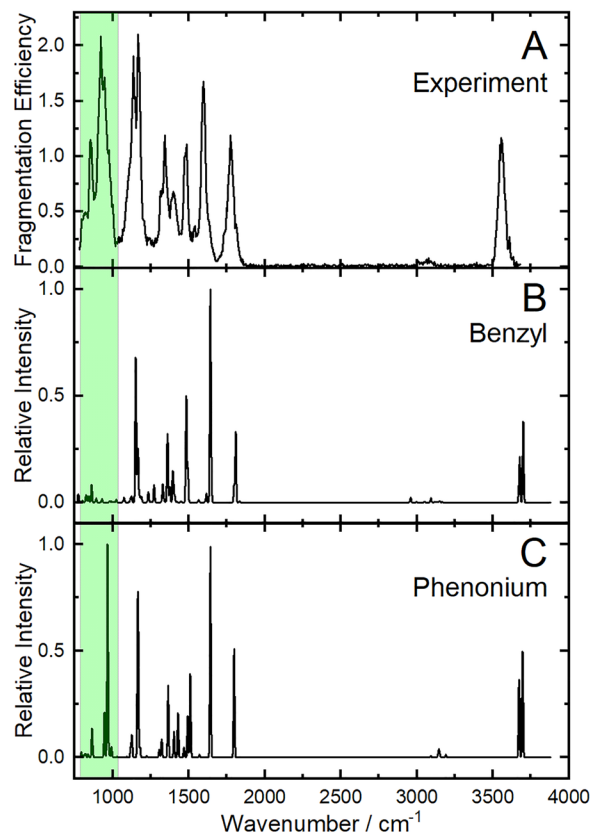 A
Experiment
Fragmentation Efficiency
2.0
1.5
1.0
0.5
0.0
B
Benzyl
Relative Intensity
1.0
0.5
0.0
C
Phenonium
Relative Intensity
1.0
0.5
0.0
1000 1500 2000 2500 3000 3500 4000
Wavenumber / cm⁻¹